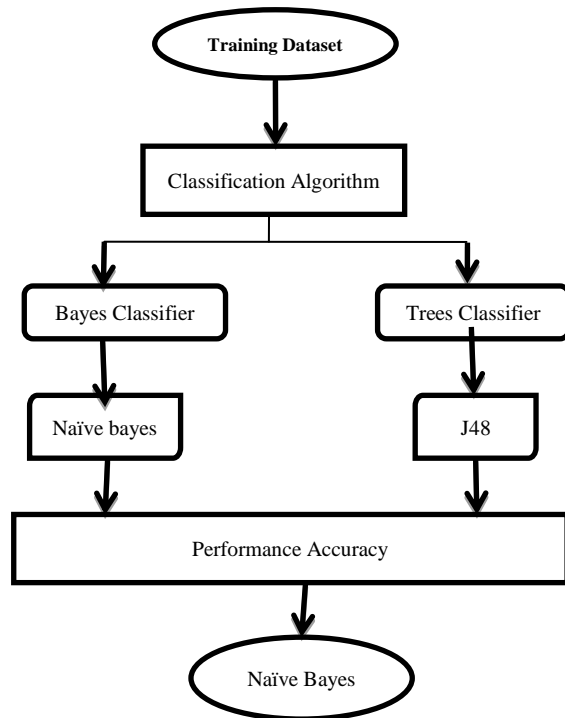 Training Dataset
Classification Algorithm
Bayes Classifier
Trees Classifier
Naïve bayes
J48
Performance Accuracy
Naïve Bayes